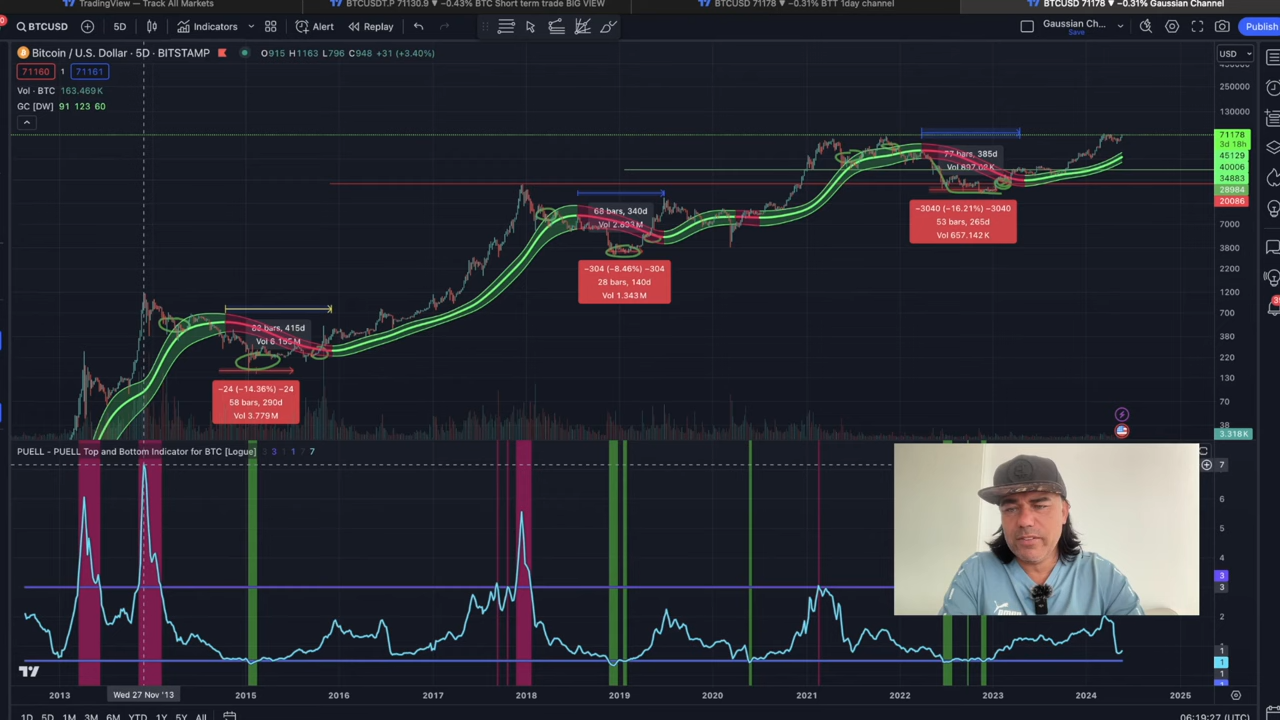 TradingView — Track All Markets
BTCUSDT.P 71130.9 ▼ −0.43% BTC Short term trade BIG VIEW
BTCUSD 71178 ▼ −0.31% BTT 1day channel
BTCUSD 71178 ▼ −0.31% Gaussian Channel
BTCUSD
5D
Indicators
Alert
Replay
Gaussian Ch...
Save
Publish
Bitcoin / U.S. Dollar · 5D · BITSTAMP
O915 H1163 L796 C948 +31 (+3.40%)
USD
71160
1
71161
Vol · BTC 163.469K
GC [DW] 91 123 60
250000
130000
71178
3d 18h
45129
40006
34883
28984
20086
7000
3800
2200
1200
700
380
220
130
70
38
3.318K
77 bars, 385d
−3040 (−16.21%) −3040
53 bars, 265d
Vol 657.142K
68 bars, 340d
−304 (−8.46%) −304
28 bars, 140d
Vol 1.343M
bars, 415d
−24 (−14.36%) −24
58 bars, 290d
Vol 3.779M
PUELL - PUELL Top and Bottom Indicator for BTC [Logue] 3 3 1 1 7
7
6
5
4
3
3
2
1
1
1
2013
Wed 27 Nov '13
2015
2016
2017
2018
2019
2020
2021
2022
2023
2024
2025
1D 5D 1M 3M 6M YTD 1Y 5Y All
06:19:27 (UTC)